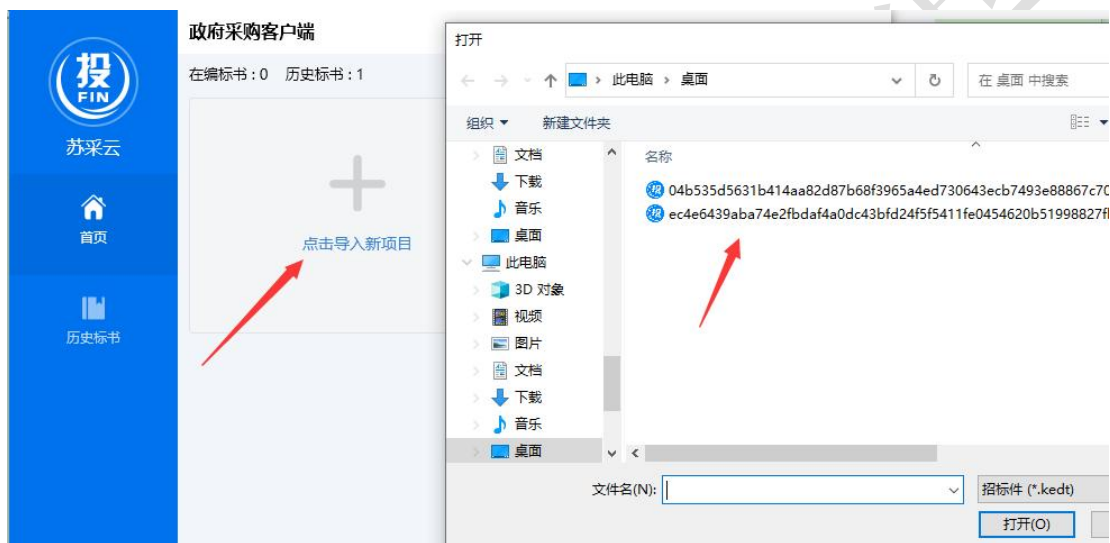 政府采购客户端
在编标书：0 历史标书：1
投
FIN
苏采云
首页
历史标书
点击导入新项目
打开
此电脑 › 桌面
在 桌面 中搜索
组织
新建文件夹
文档
下载
音乐
桌面
此电脑
3D 对象
视频
图片
文档
下载
音乐
桌面
名称
04b535d5631b414aa82d87b68f3965a4ed730643ecb7493e88867c70
ec4e6439aba74e2fbdaf4a0dc43bfd24f5f5411fe0454620b51998827f
文件名(N):
招标件 (*.kedt)
打开(O)